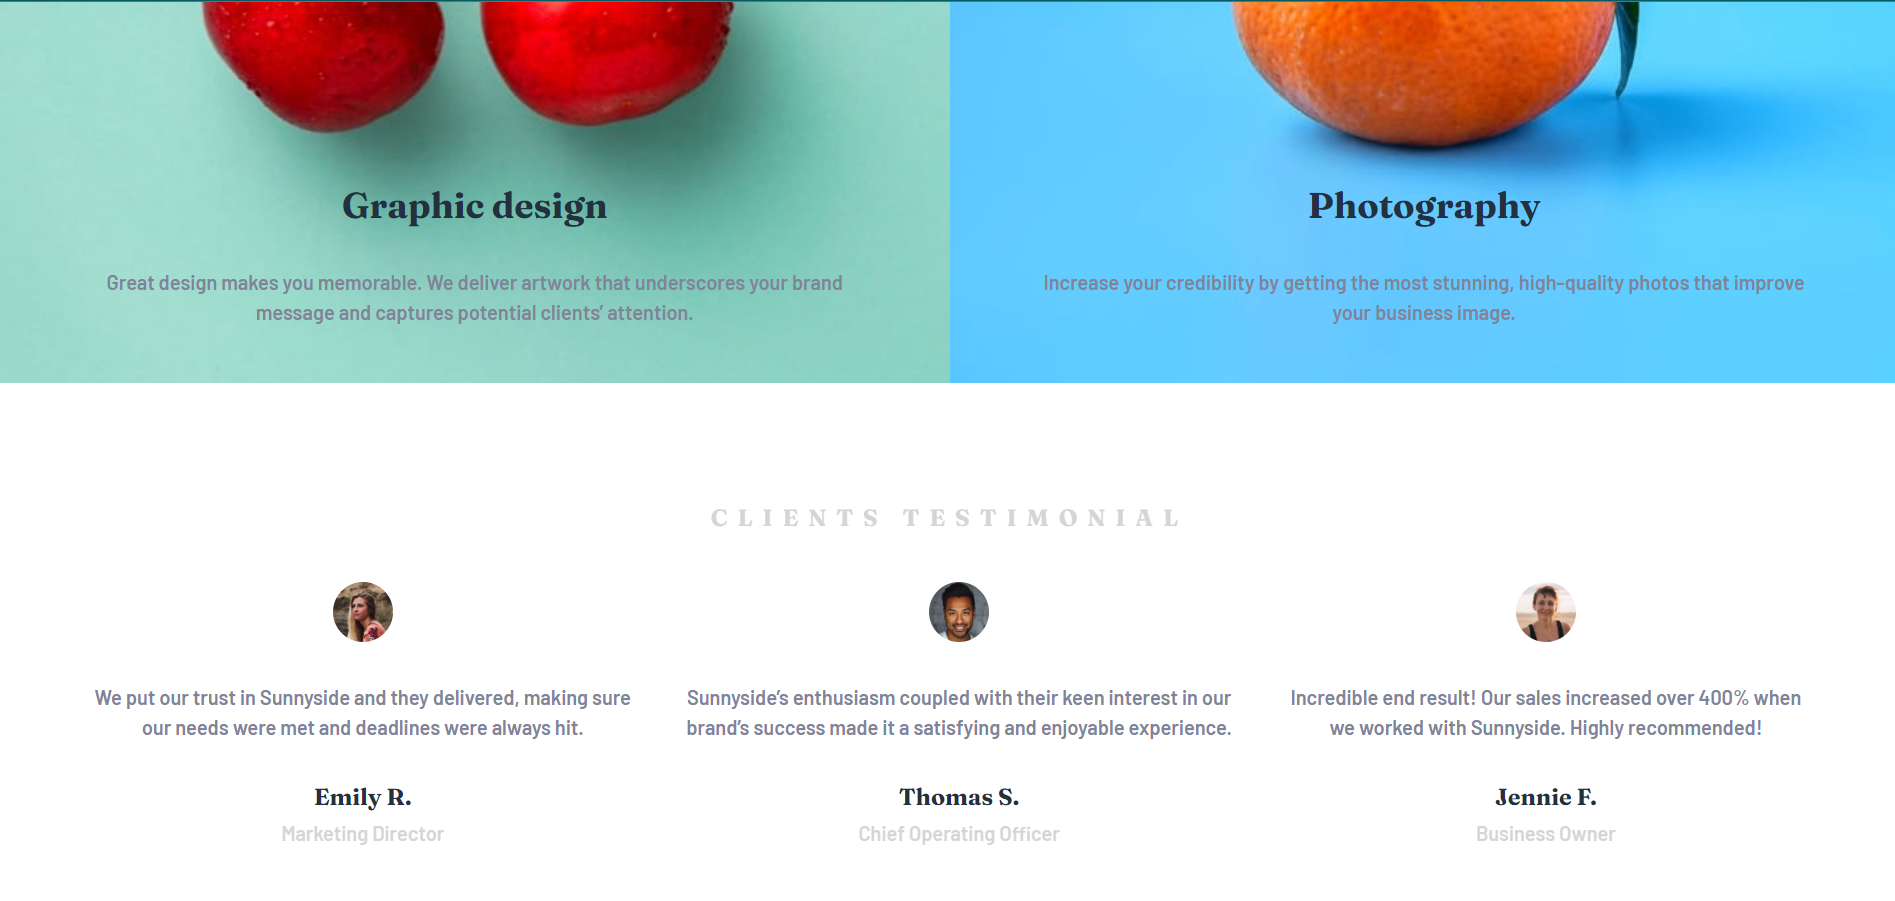 Graphic design
Great design makes you memorable. We deliver artwork that underscores your brand
message and captures potential clients’ attention.
Photography
Increase your credibility by getting the most stunning, high-quality photos that improve
your business image.
CLIENTS TESTIMONIAL
We put our trust in Sunnyside and they delivered, making sure
our needs were met and deadlines were always hit.
Emily R.
Marketing Director
Sunnyside’s enthusiasm coupled with their keen interest in our
brand’s success made it a satisfying and enjoyable experience.
Thomas S.
Chief Operating Officer
Incredible end result! Our sales increased over 400% when
we worked with Sunnyside. Highly recommended!
Jennie F.
Business Owner